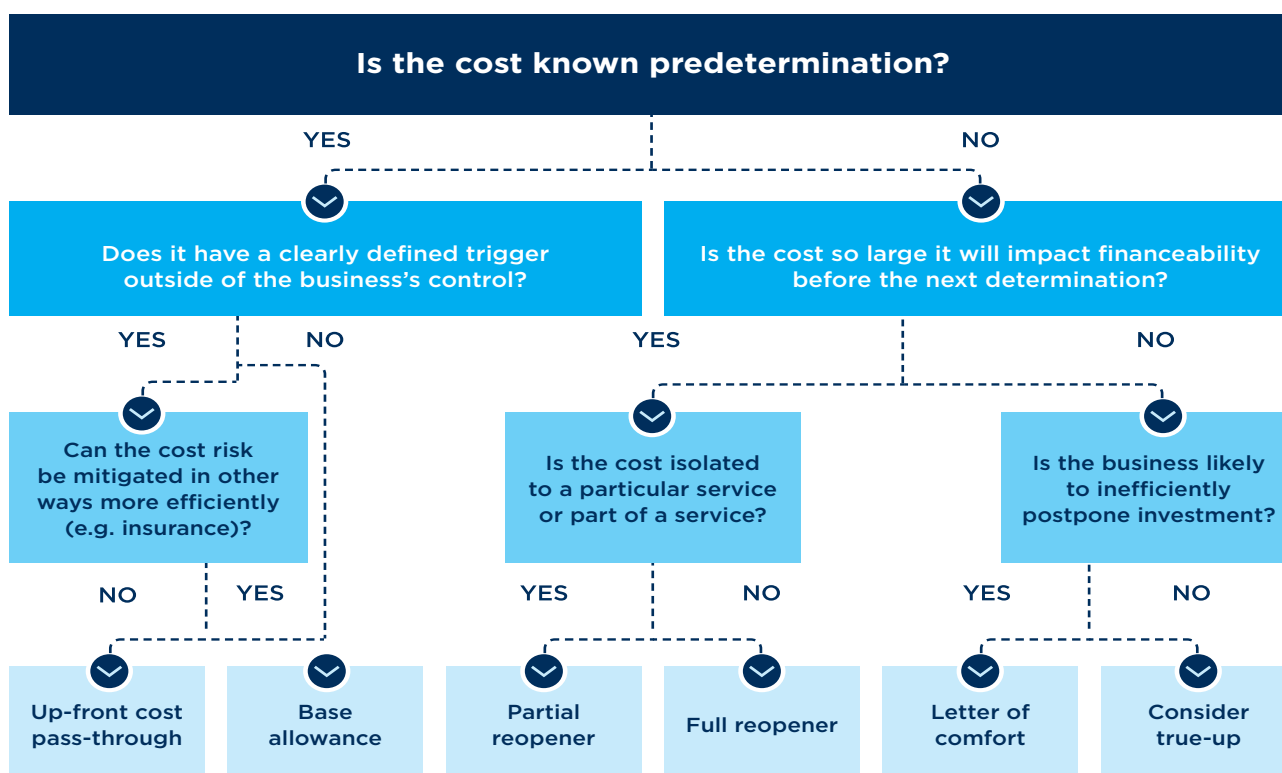 Is the cost known predetermination?
YES
NO
Does it have a clearly defined trigger
outside of the business's control?
Is the cost so large it will impact financeability
before the next determination?
YES
NO
YES
NO
Can the cost risk
be mitigated in other
ways more efficiently
(e.g. insurance)?
Is the cost isolated
to a particular service
or part of a service?
Is the business likely
to inefficiently
postpone investment?
NO
YES
YES
NO
YES
NO
Up-front cost
pass-through
Base
allowance
Partial
reopener
Full reopener
Letter of
comfort
Consider
true-up